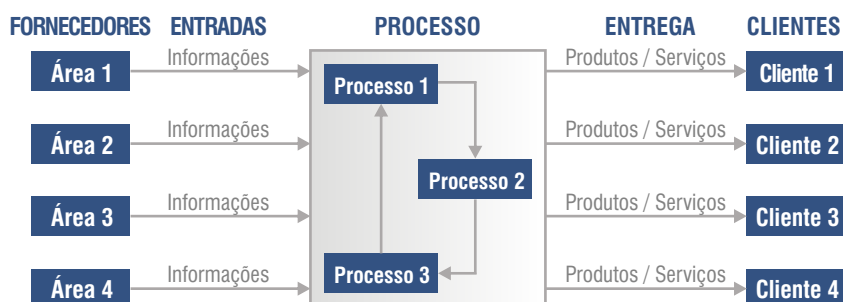 FORNECEDORES ENTRADAS PROCESSO ENTREGA CLIENTES
Área 1 Informações Processo 1 Produtos / Serviços Cliente 1
Área 2 Informações Produtos / Serviços Cliente 2
Processo 2
Área 3 Informações Produtos / Serviços Cliente 3
Área 4 Informações Processo 3 Produtos / Serviços Cliente 4